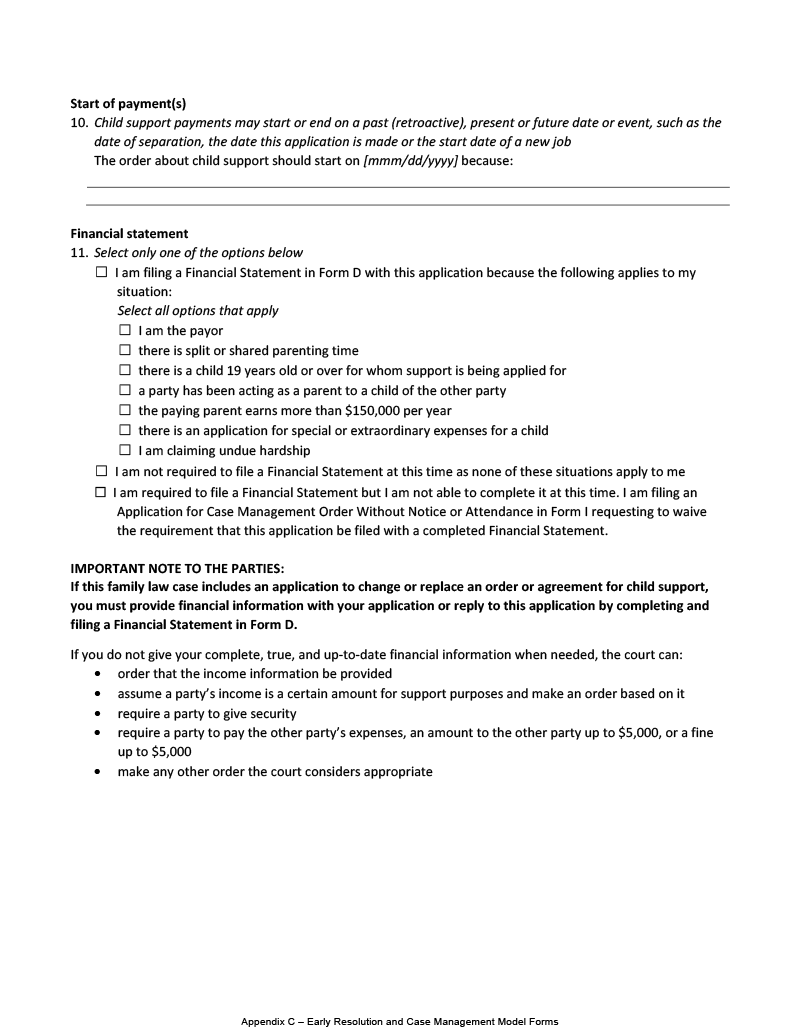 Start of payment(s)
10. Child support payments may start or end on a past (retroactive), present or future date or event, such as the
date of separation, the date this application is made or the start date of a new job
The order about child support should start on [mmm/dd/yyyy] because:
Financial statement
11. Select only one of the options below
☐ I am filing a Financial Statement in Form D with this application because the following applies to my
situation:
Select all options that apply
☐ I am the payor
☐ there is split or shared parenting time
☐ there is a child 19 years old or over for whom support is being applied for
☐ a party has been acting as a parent to a child of the other party
☐ the paying parent earns more than $150,000 per year
☐ there is an application for special or extraordinary expenses for a child
☐ I am claiming undue hardship
☐ I am not required to file a Financial Statement at this time as none of these situations apply to me
☐ I am required to file a Financial Statement but I am not able to complete it at this time. I am filing an
Application for Case Management Order Without Notice or Attendance in Form I requesting to waive
the requirement that this application be filed with a completed Financial Statement.
IMPORTANT NOTE TO THE PARTIES:
If this family law case includes an application to change or replace an order or agreement for child support,
you must provide financial information with your application or reply to this application by completing and
filing a Financial Statement in Form D.
If you do not give your complete, true, and up-to-date financial information when needed, the court can:
• order that the income information be provided
• assume a party's income is a certain amount for support purposes and make an order based on it
• require a party to give security
• require a party to pay the other party's expenses, an amount to the other party up to $5,000, or a fine
up to $5,000
• make any other order the court considers appropriate
Appendix C – Early Resolution and Case Management Model Forms